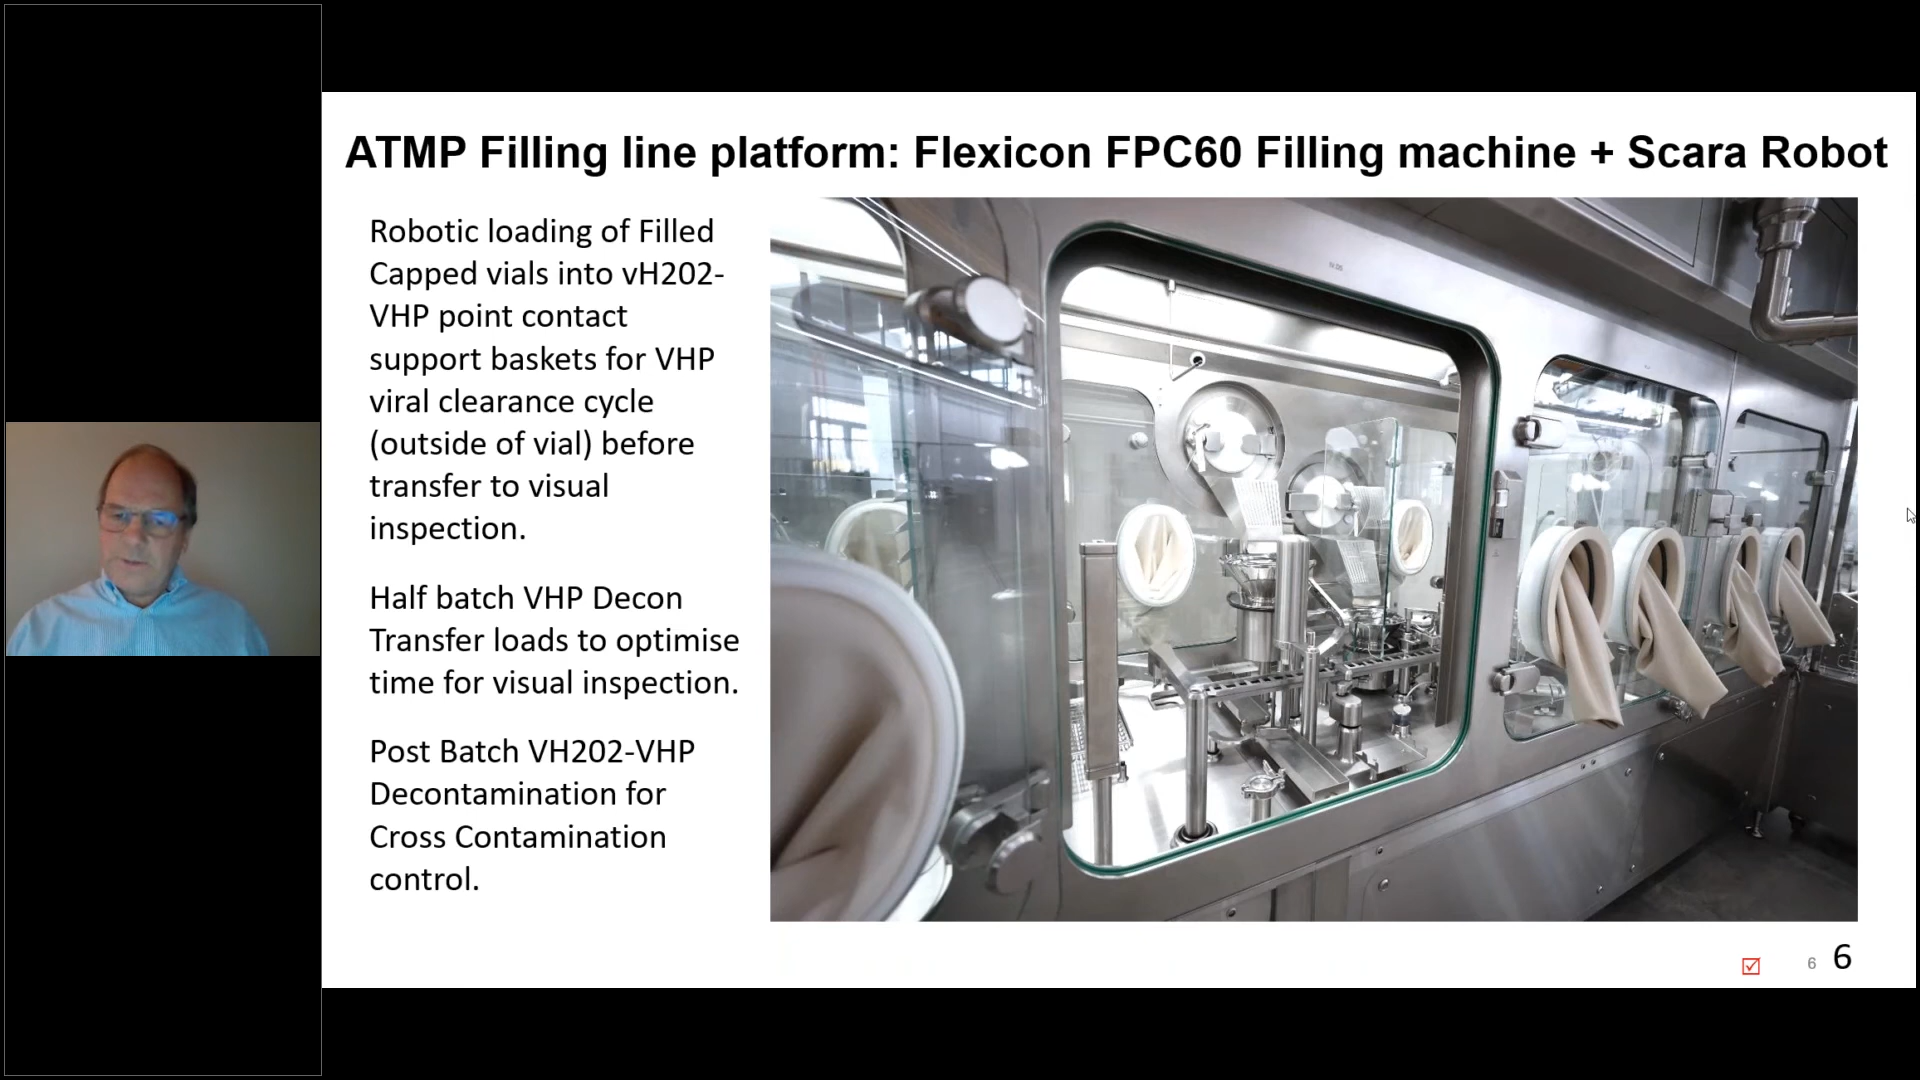 ATMP Filling line platform: Flexicon FPC60 Filling machine + Scara Robot
Robotic loading of Filled
Capped vials into vH202-
VHP point contact
support baskets for VHP
viral clearance cycle
(outside of vial) before
transfer to visual
inspection.
Half batch VHP Decon
Transfer loads to optimise
time for visual inspection.
Post Batch VH202-VHP
Decontamination for
Cross Contamination
control.
6 6